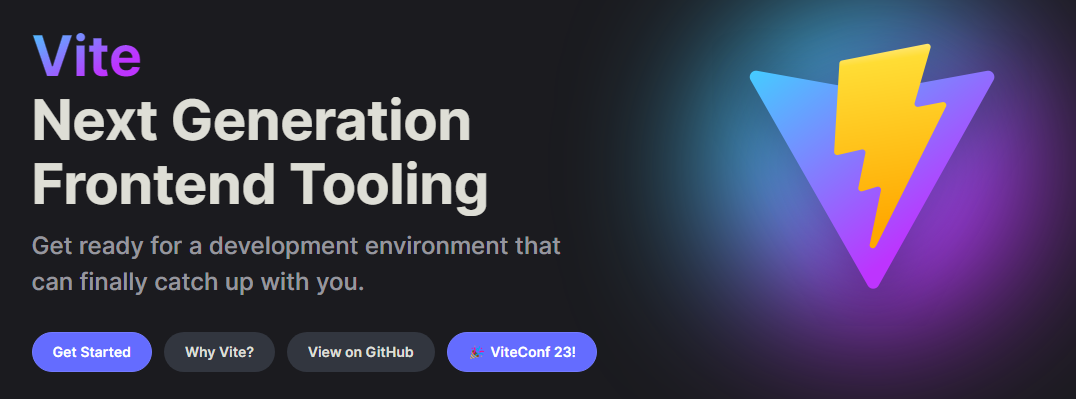 Vite
Next Generation
Frontend Tooling
Get ready for a development environment that
can finally catch up with you.
Get Started
Why Vite?
View on GitHub
🎉 ViteConf 23!